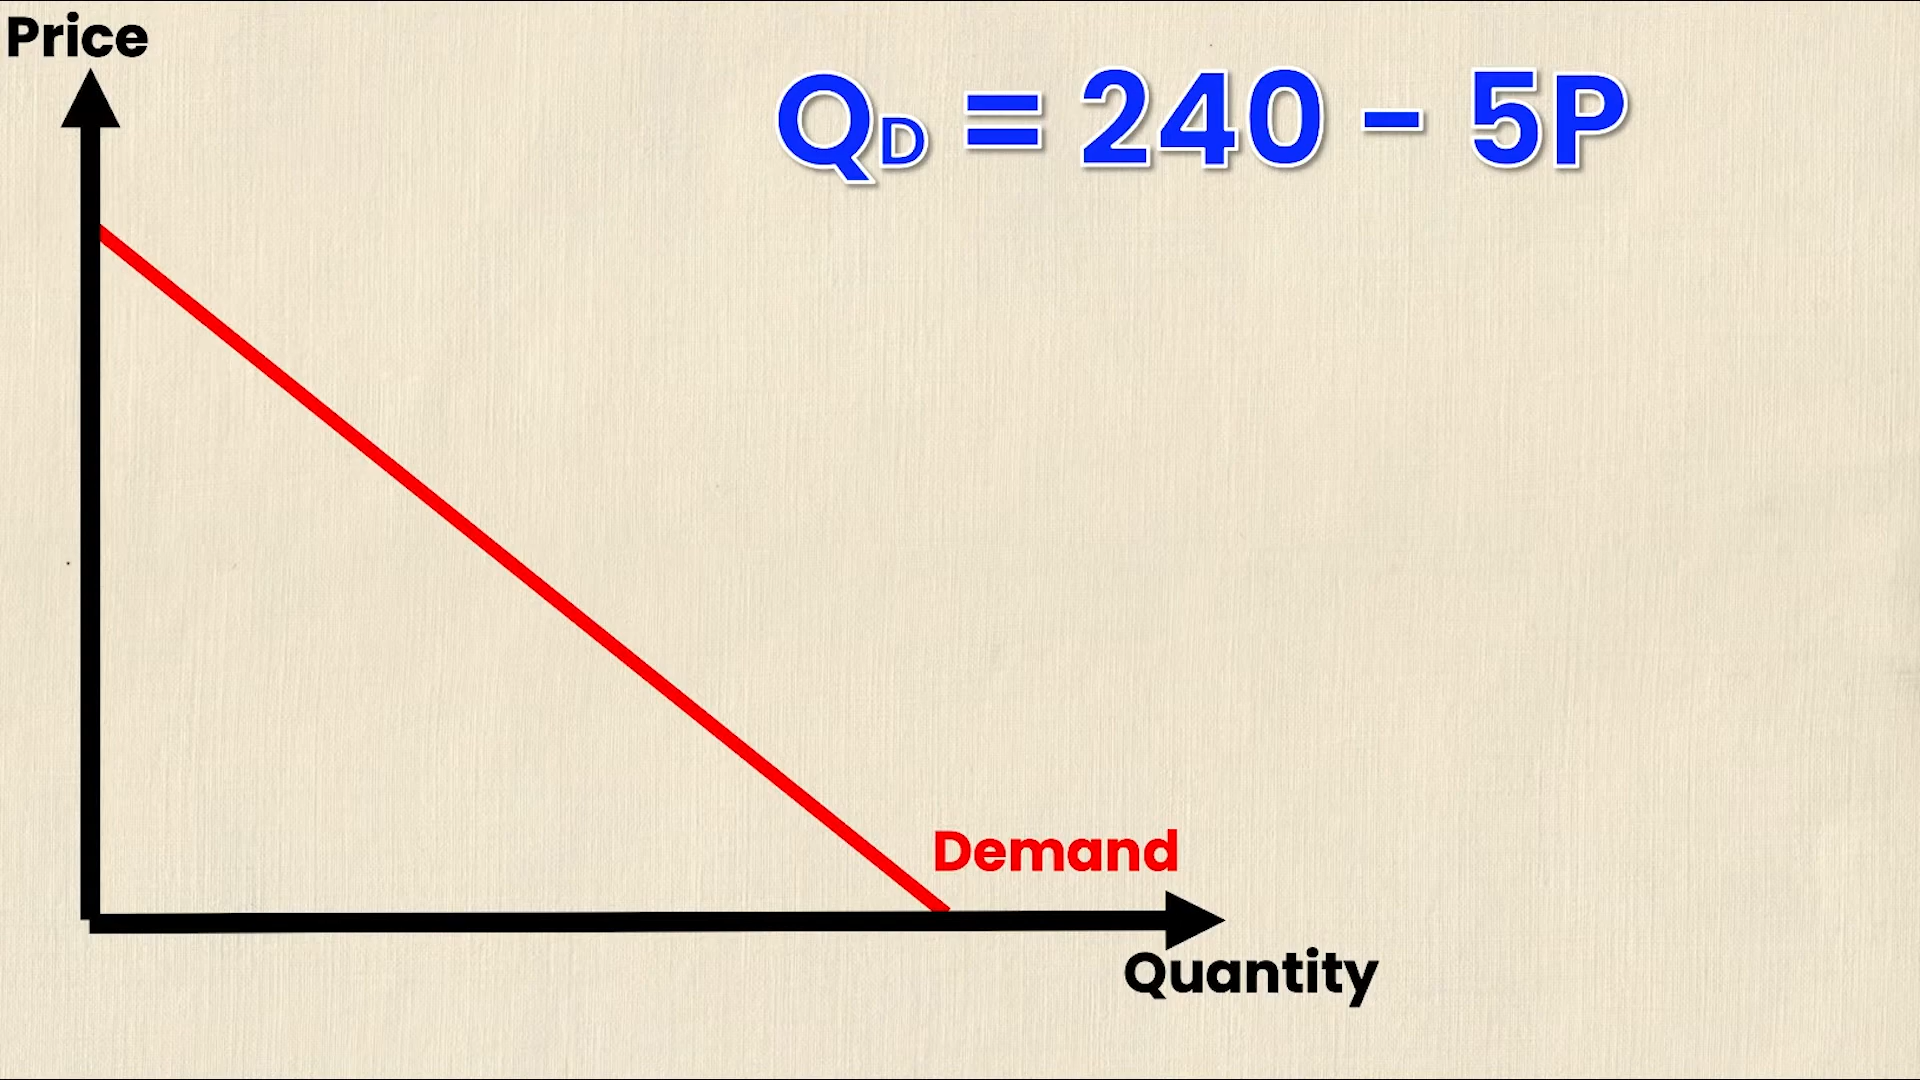 Price
QD = 240 - 5P
Demand
Quantity